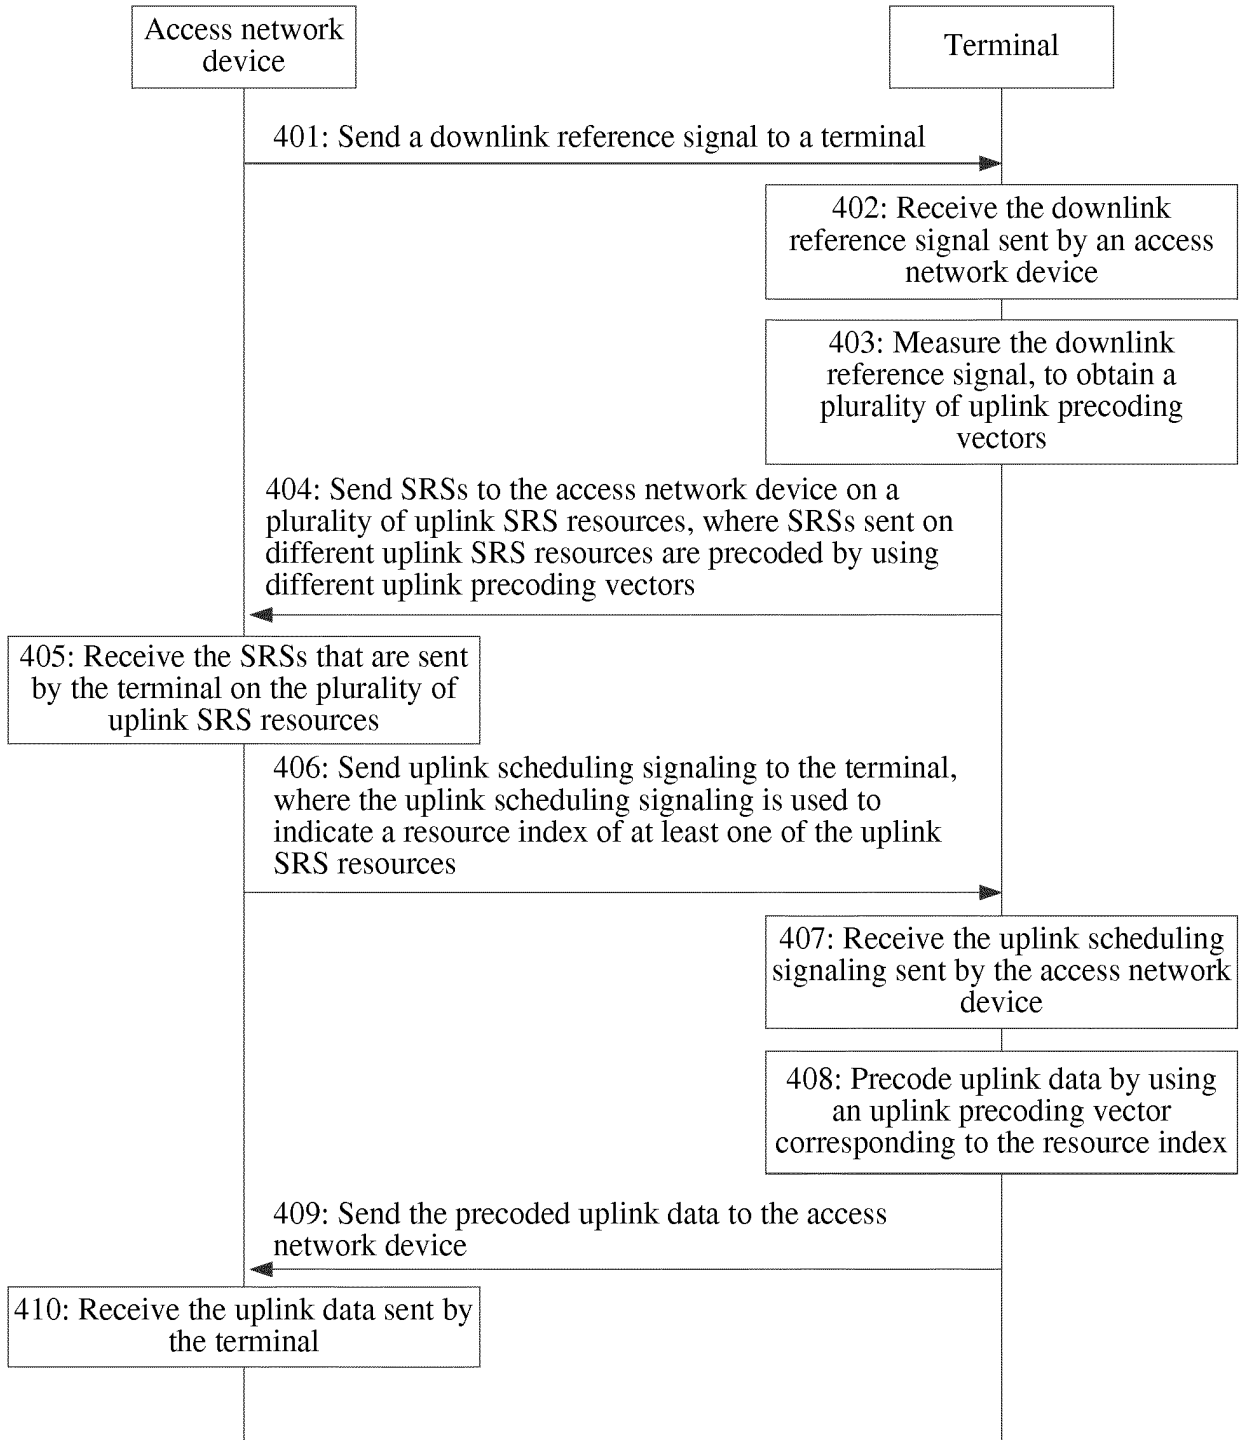 Access network
device
Terminal
401: Send a downlink reference signal to a terminal
402: Receive the downlink
reference signal sent by an access
network device
403: Measure the downlink
reference signal, to obtain a
plurality of uplink precoding
vectors
404: Send SRSs to the access network device on a
plurality of uplink SRS resources, where SRSs sent on
different uplink SRS resources are precoded by using
different uplink precoding vectors
405: Receive the SRSs that are sent
by the terminal on the plurality of
uplink SRS resources
406: Send uplink scheduling signaling to the terminal,
where the uplink scheduling signaling is used to
indicate a resource index of at least one of the uplink
SRS resources
407: Receive the uplink scheduling
signaling sent by the access network
device
408: Precode uplink data by using
an uplink precoding vector
corresponding to the resource index
409: Send the precoded uplink data to the access
network device
410: Receive the uplink data sent by
the terminal